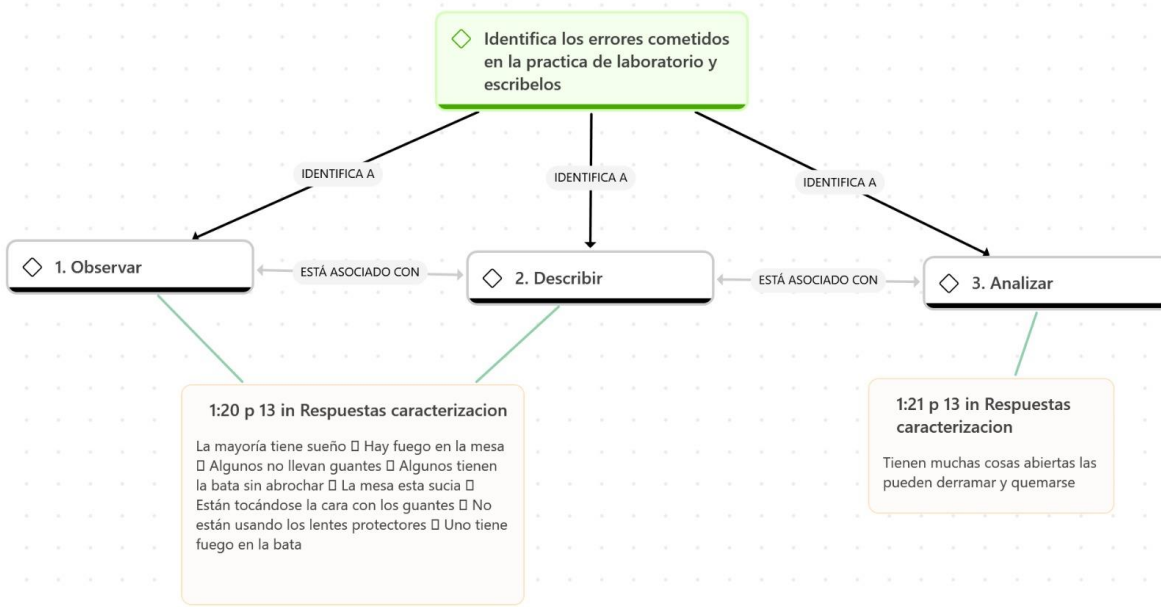 Identifica los errores cometidos
en la practica de laboratorio y
escribelos
IDENTIFICA A
IDENTIFICA A
IDENTIFICA A
1. Observar
ESTÁ ASOCIADO CON
2. Describir
ESTÁ ASOCIADO CON
3. Analizar
1:20 p 13 in Respuestas caracterizacion
La mayoría tiene sueño ▯ Hay fuego en la mesa
▯ Algunos no llevan guantes ▯ Algunos tienen
la bata sin abrochar ▯ La mesa esta sucia ▯
Están tocándose la cara con los guantes ▯ No
están usando los lentes protectores ▯ Uno tiene
fuego en la bata
1:21 p 13 in Respuestas
caracterizacion
Tienen muchas cosas abiertas las
pueden derramar y quemarse